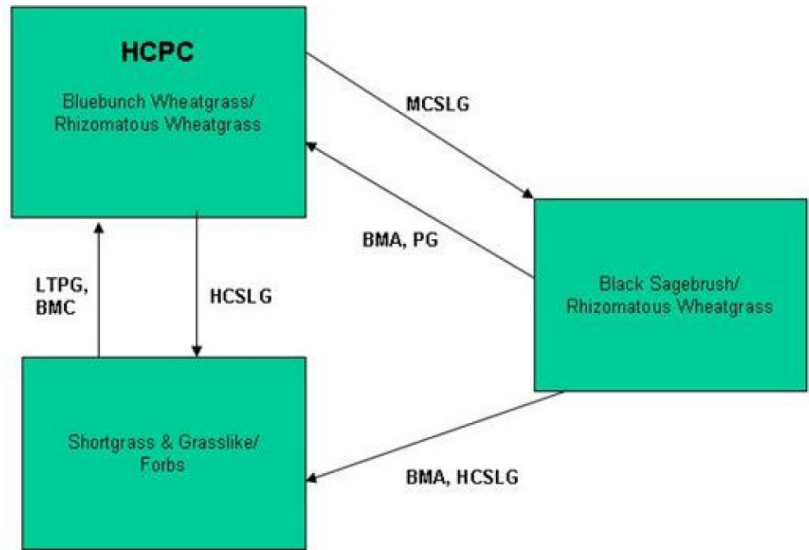 HCPC
Bluebunch Wheatgrass/
Rhizomatous Wheatgrass
MCSLG
BMA, PG
LTPG,
BMC
HCSLG
Black Sagebrush/
Rhizomatous Wheatgrass
Shortgrass & Grasslike/
Forbs
BMA, HCSLG